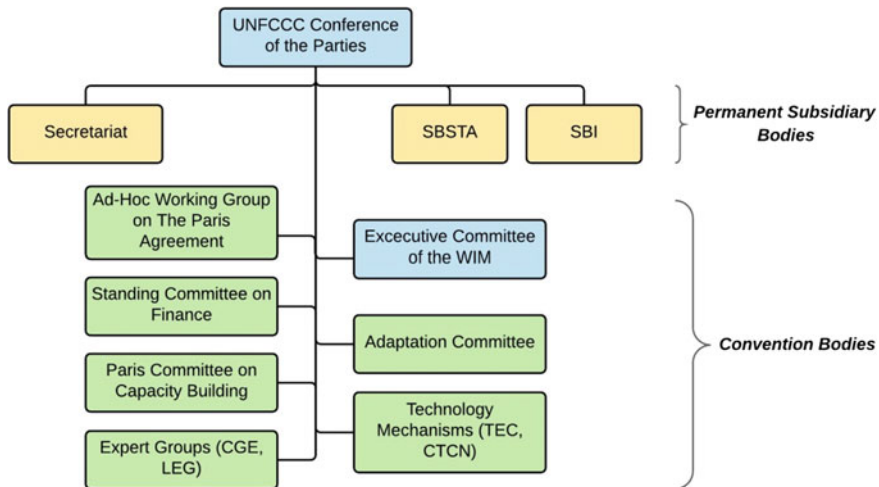 UNFCCC Conference
of the Parties
Secretariat
SBSTA
SBI
Permanent Subsidiary
Bodies
Ad-Hoc Working Group
on The Paris
Agreement
Excecutive Committee
of the WIM
Standing Committee on
Finance
Adaptation Committee
Convention Bodies
Paris Committee on
Capacity Building
Technology
Mechanisms (TEC,
CTCN)
Expert Groups (CGE,
LEG)